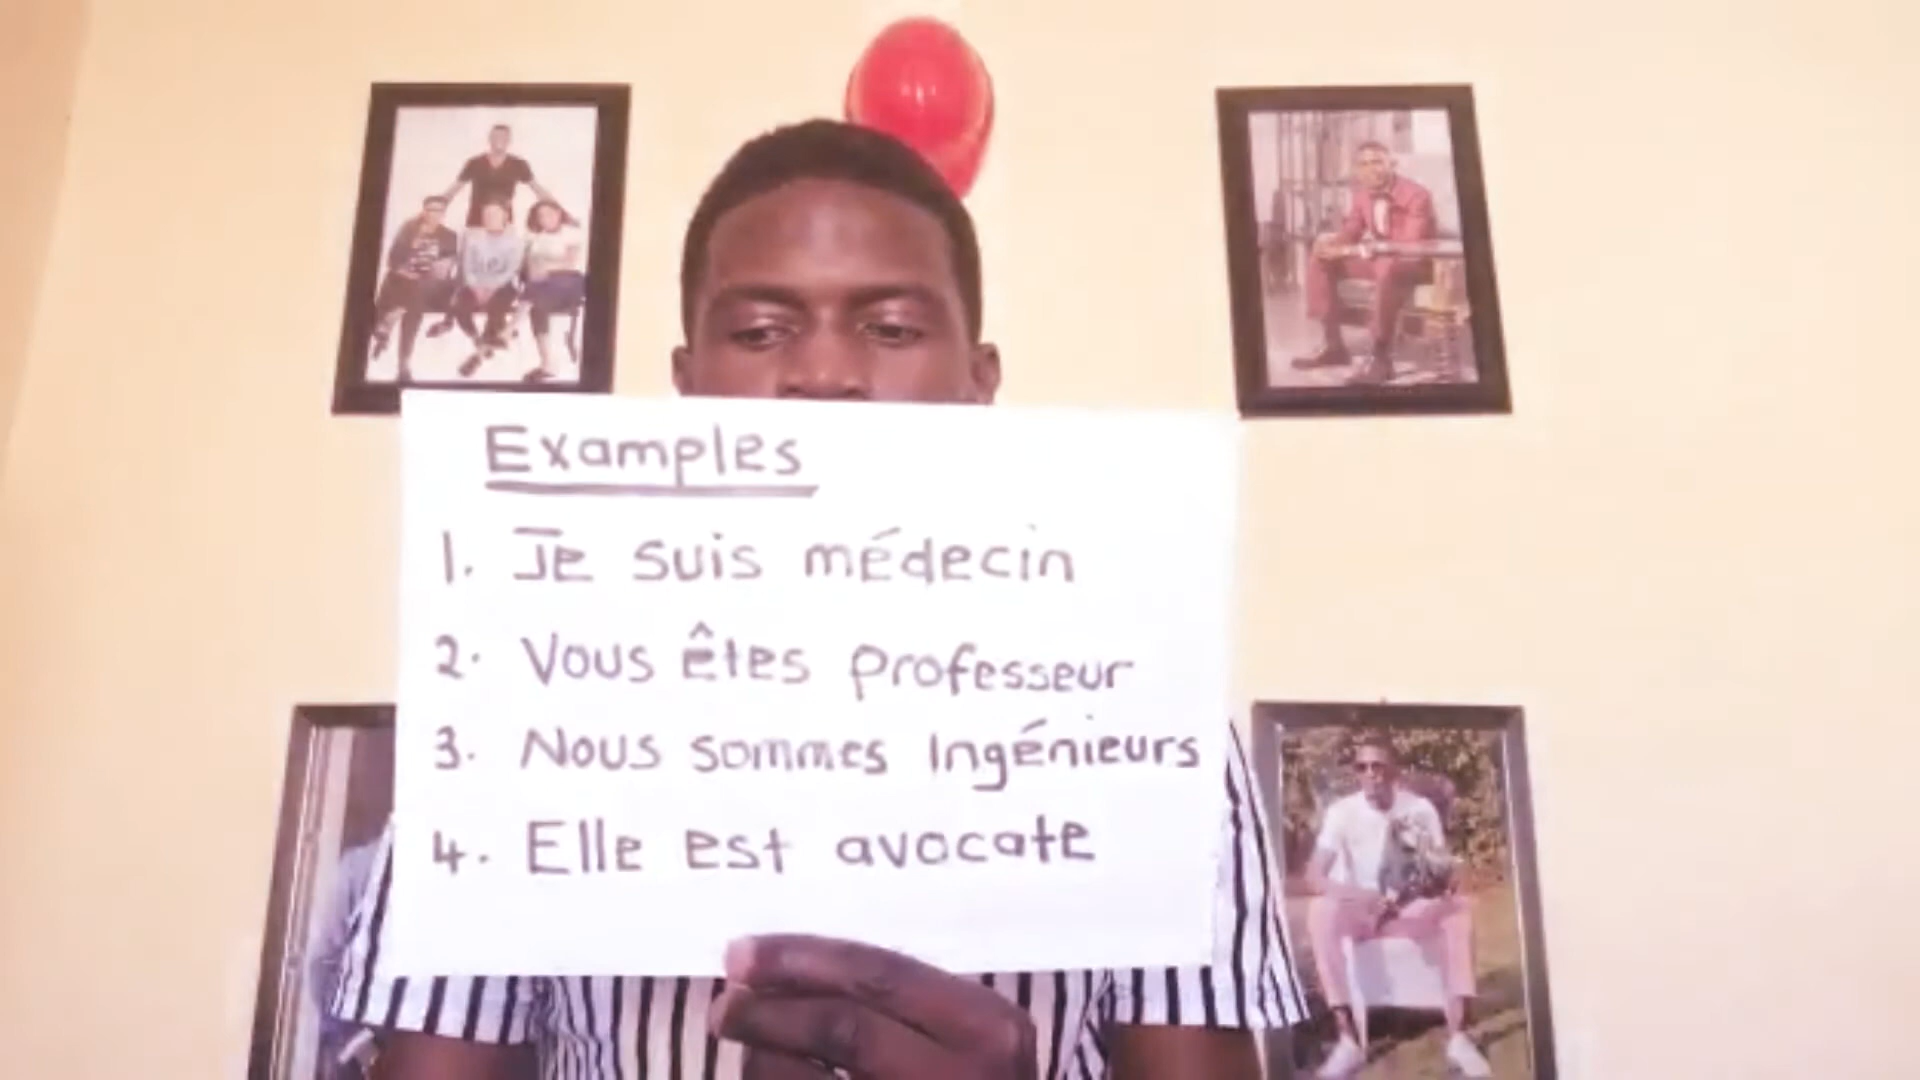 Examples
1. Je suis médecin
2. Vous êtes professeur
3. Nous sommes Ingénieurs
4. Elle est avocate